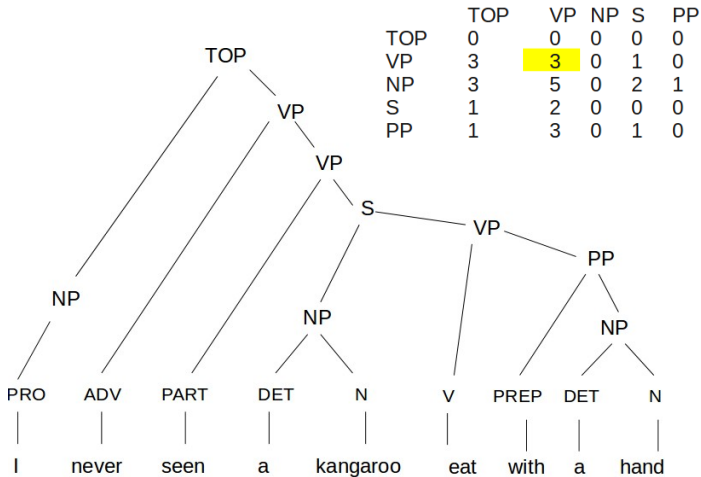 TOP VP NP S PP
TOP 0 0 0 0 0
VP 3 3 0 1 0
NP 3 5 0 2 1
S 1 2 0 0 0
PP 1 3 0 1 0
TOP
VP
VP
S
VP
PP
NP
NP
NP
PRO ADV PART DET N V PREP DET N
I never seen a kangaroo eat with a hand